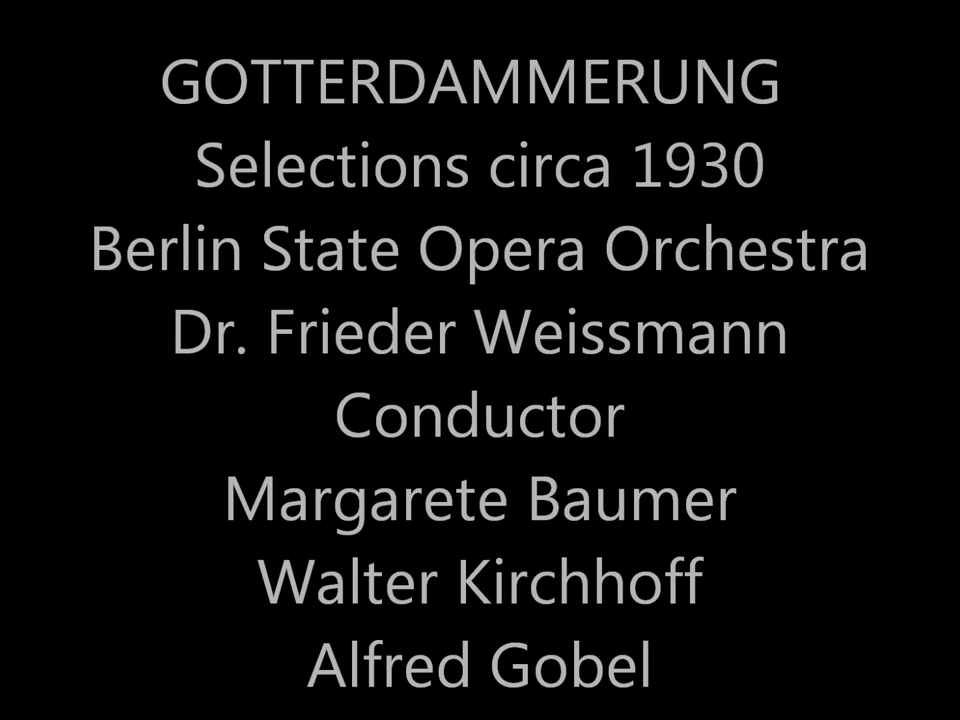 GOTTERDAMMERUNG
Selections circa 1930
Berlin State Opera Orchestra
Dr. Frieder Weissmann
Conductor
Margarete Baumer
Walter Kirchhoff
Alfred Gobel